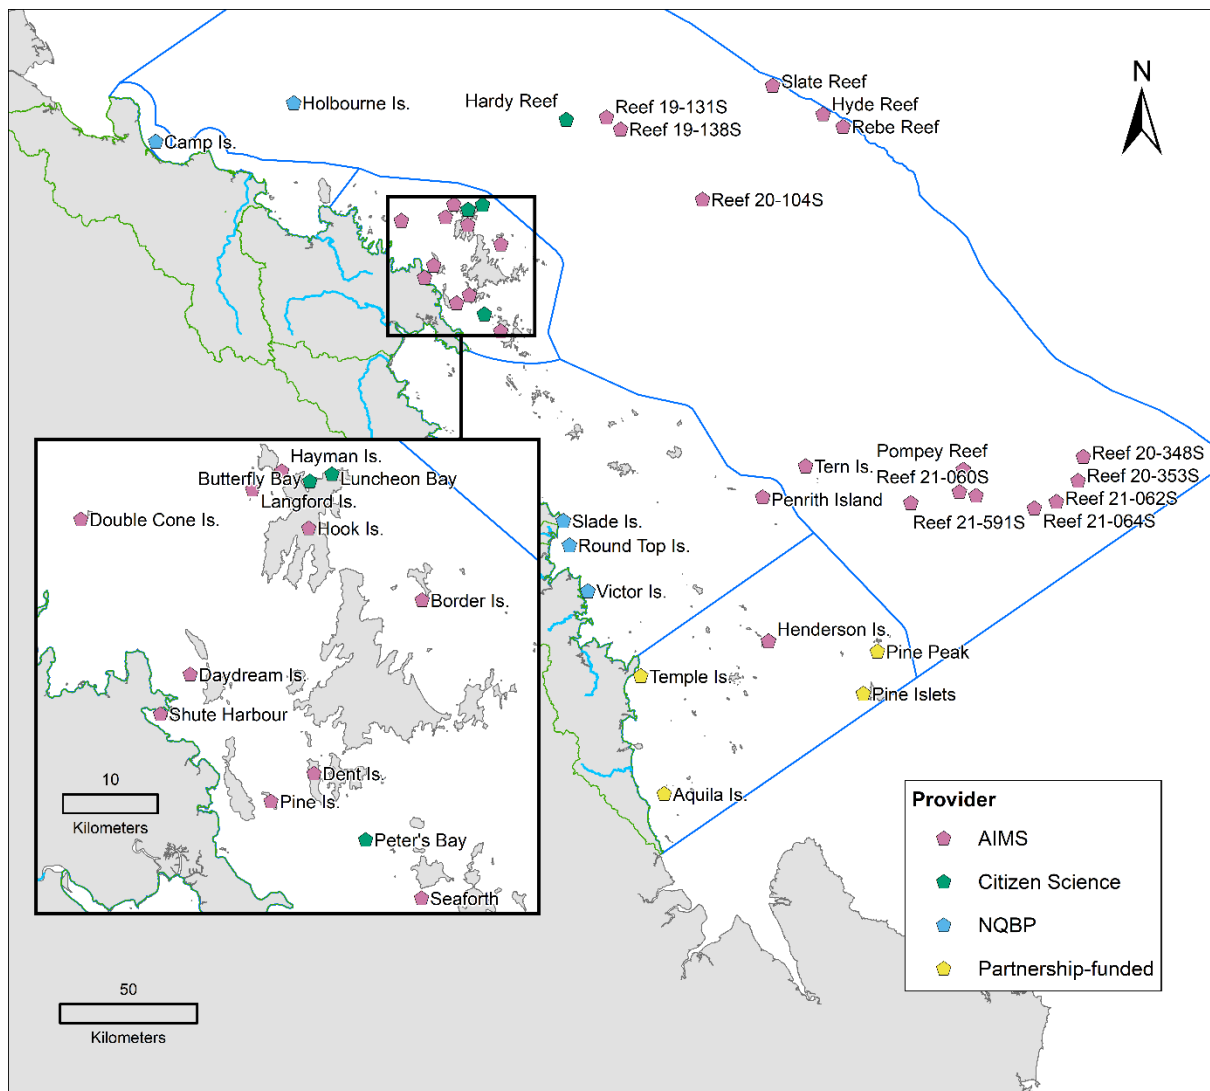 N
Slate Reef
Holbourne Is.
Hardy Reef
Reef 19-131S
Hyde Reef
Reef 19-138S
Rebe Reef
Camp Is.
Reef 20-104S
Pompey Reef
Reef 20-348S
Tern Is.
Reef 21-060S
Reef 20-353S
Penrith Island
Reef 21-062S
Reef 21-591S
Reef 21-064S
Slade Is.
Round Top Is.
Victor Is.
Henderson Is.
Pine Peak
Temple Is.
Pine Islets
Aquila Is.
Hayman Is.
Butterfly Bay
Luncheon Bay
Langford Is.
Double Cone Is.
Hook Is.
Border Is.
Daydream Is.
Shute Harbour
Dent Is.
Pine Is.
Peter's Bay
Seaforth
10
Kilometers
50
Kilometers
Provider
AIMS
Citizen Science
NQBP
Partnership-funded